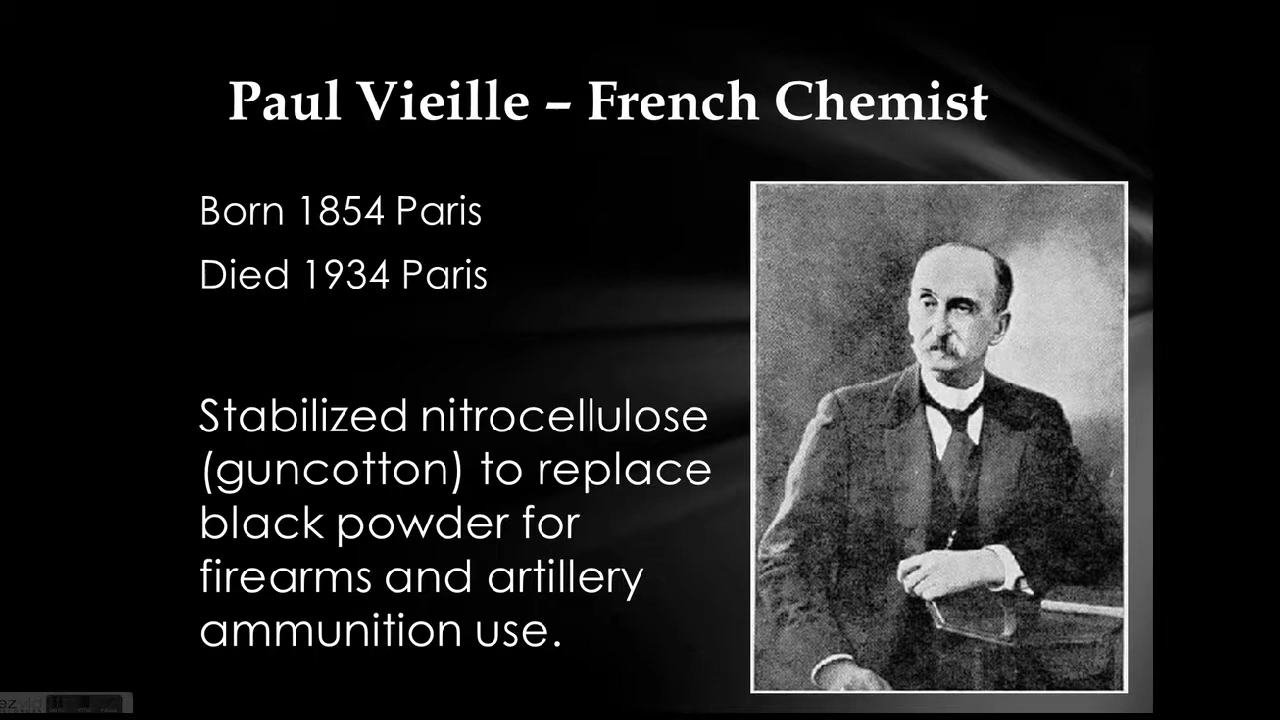 Paul Vieille – French Chemist
Born 1854 Paris
Died 1934 Paris
Stabilized nitrocellulose
(guncotton) to replace
black powder for
firearms and artillery
ammunition use.